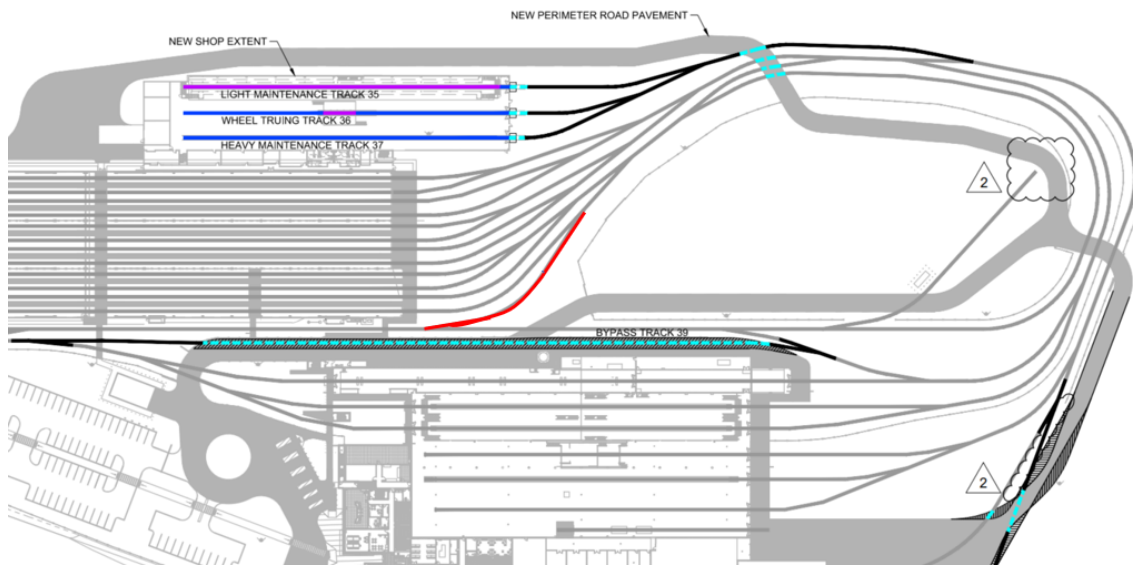 NEW PERIMETER ROAD PAVEMENT
NEW SHOP EXTENT
LIGHT MAINTENANCE TRACK 35
WHEEL TRUING TRACK 36
HEAVY MAINTENANCE TRACK 37
2
BYPASS TRACK 39
2